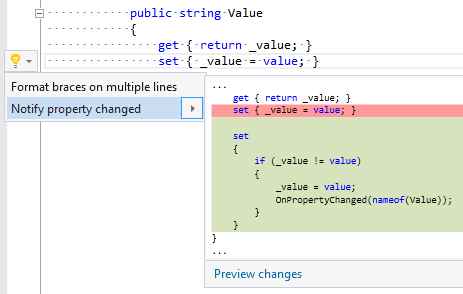 public string Value
{
get { return _value; }
set { _value = value; }
Format braces on multiple lines
Notify property changed
...
get { return _value; }
set { _value = value; }
set
{
if (_value != value)
{
_value = value;
OnPropertyChanged(nameof(Value));
}
}
}
...
Preview changes